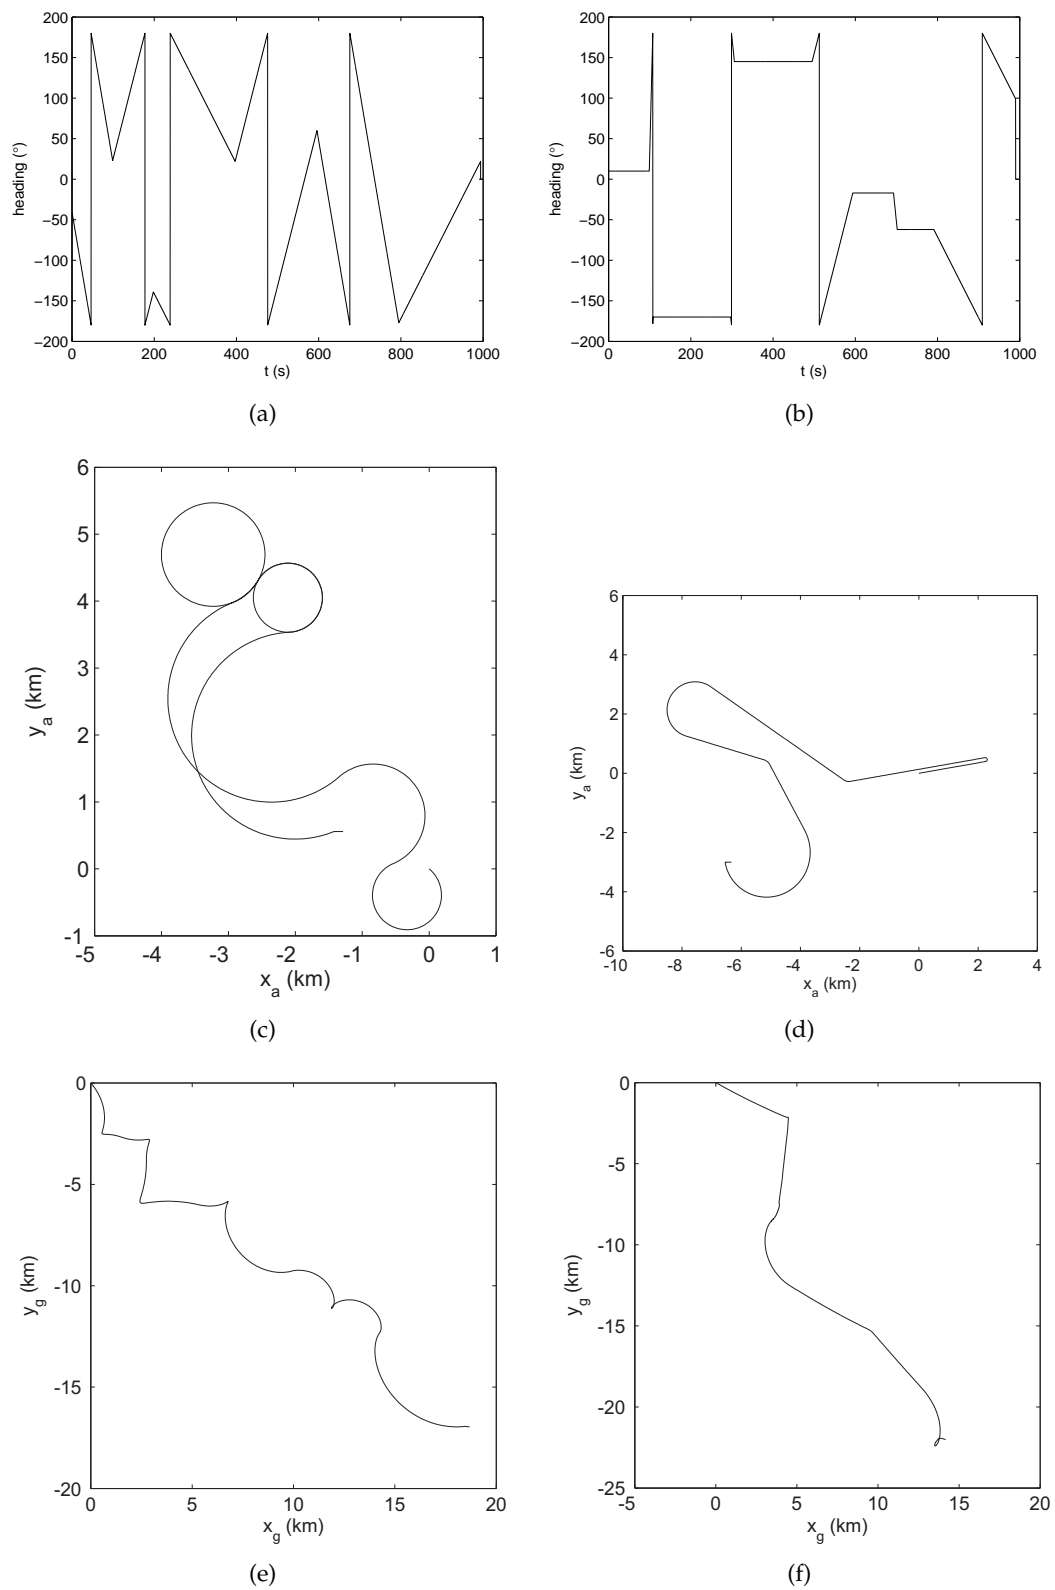 200
150
100
50
0
−50
−100
−150
−200
heading (°)
0 200 400 600 800 1000
t (s)
(a)
200
150
100
50
0
−50
−100
−150
−200
heading (°)
0 200 400 600 800 1000
t (s)
(b)
6
5
4
3
2
1
0
-1
y_a (km)
-5 -4 -3 -2 -1 0 1
x_a (km)
(c)
6
4
2
0
-2
-4
-6
y_a (km)
-10 -8 -6 -4 -2 0 2 4
x_a (km)
(d)
0
-5
-10
-15
-20
y_g (km)
0 5 10 15 20
x_g (km)
(e)
0
-5
-10
-15
-20
-25
y_g (km)
-5 0 5 10 15 20
x_g (km)
(f)